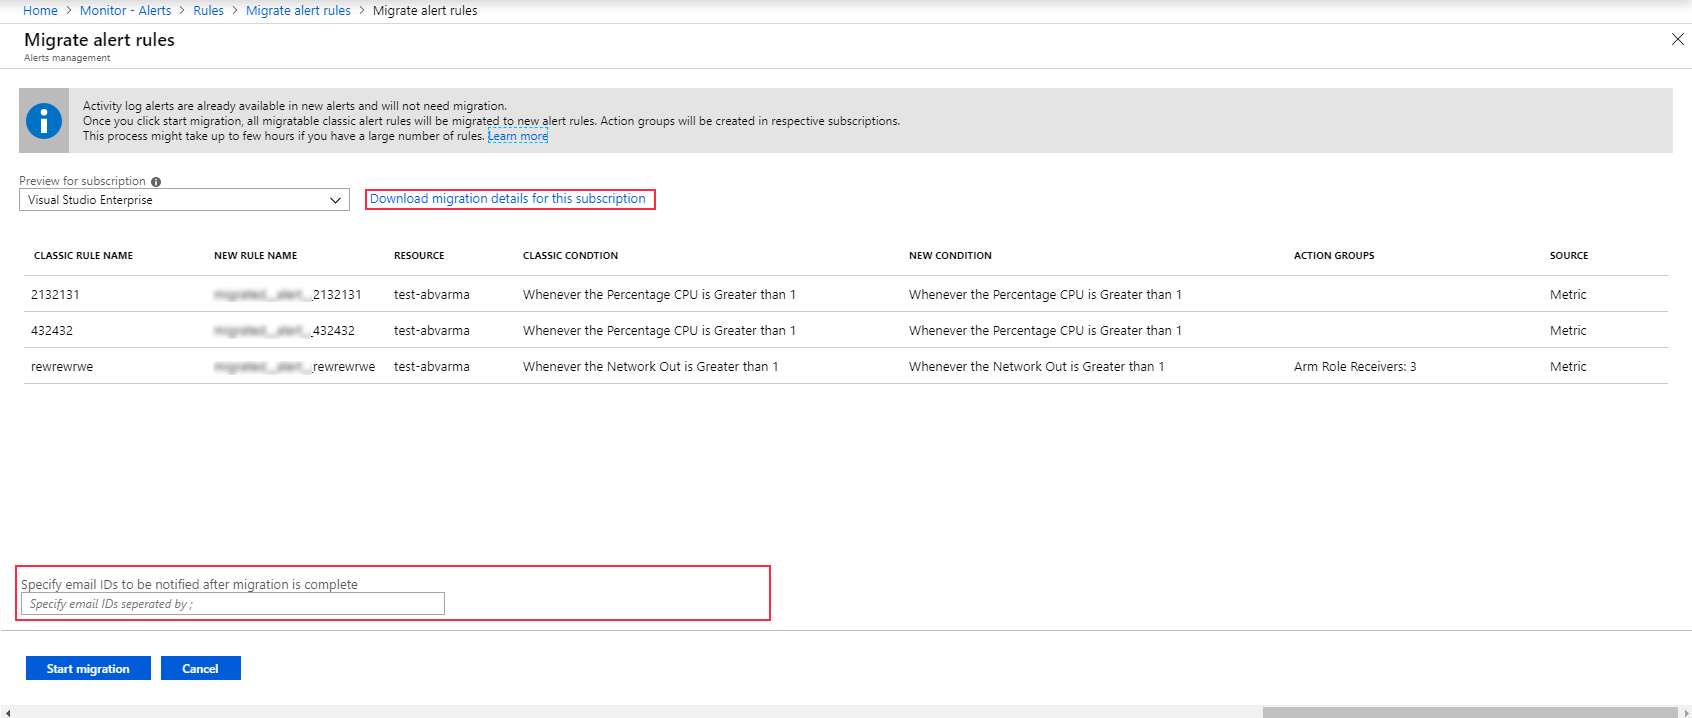 Home > Monitor - Alerts > Rules > Migrate alert rules > Migrate alert rules
Migrate alert rules
Alerts management
Activity log alerts are already available in new alerts and will not need migration.
Once you click start migration, all migratable classic alert rules will be migrated to new alert rules. Action groups will be created in respective subscriptions.
This process might take up to few hours if you have a large number of rules. Learn more
Preview for subscription
Visual Studio Enterprise
Download migration details for this subscription
CLASSIC RULE NAME NEW RULE NAME RESOURCE CLASSIC CONDTION NEW CONDITION ACTION GROUPS SOURCE
2132131 _2132131 test-abvarma Whenever the Percentage CPU is Greater than 1 Whenever the Percentage CPU is Greater than 1 Metric
432432 _432432 test-abvarma Whenever the Percentage CPU is Greater than 1 Whenever the Percentage CPU is Greater than 1 Metric
rewrewrwe _rewrewrwe test-abvarma Whenever the Network Out is Greater than 1 Whenever the Network Out is Greater than 1 Arm Role Receivers: 3 Metric
Specify email IDs to be notified after migration is complete
Specify email IDs seperated by ;
Start migration Cancel